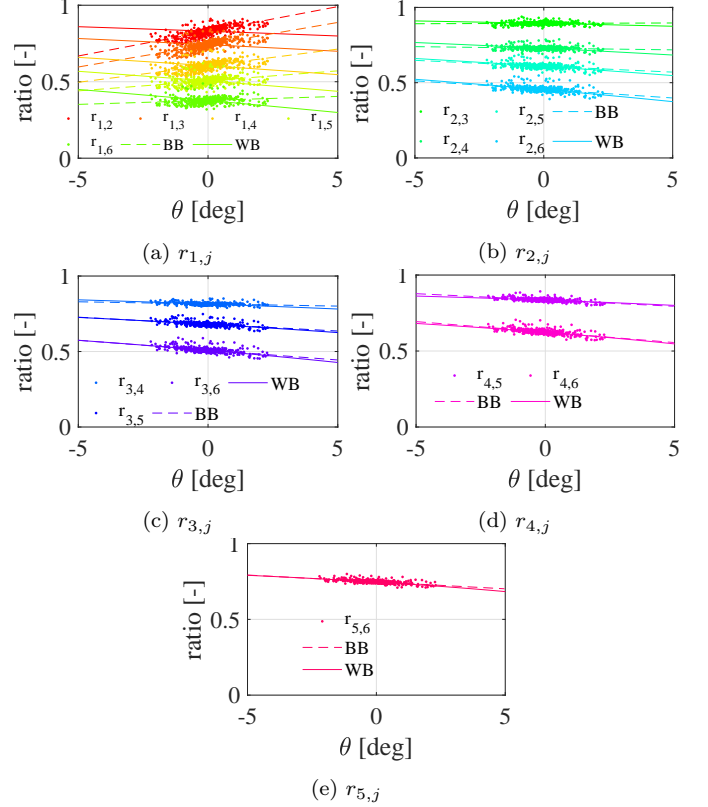 1
0.5
0
ratio [-]
r1,2 r1,3 r1,4 r1,5
r1,6 BB WB
-5 0 5
θ [deg]
(a) r1,j
1
0.5
0
ratio [-]
r2,3 r2,5 BB
r2,4 r2,6 WB
-5 0 5
θ [deg]
(b) r2,j
1
0.5
0
ratio [-]
r3,4 r3,6 WB
r3,5 BB
-5 0 5
θ [deg]
(c) r3,j
1
0.5
0
ratio [-]
r4,5 r4,6
BB WB
-5 0 5
θ [deg]
(d) r4,j
1
0.5
0
ratio [-]
r5,6
BB
WB
-5 0 5
θ [deg]
(e) r5,j